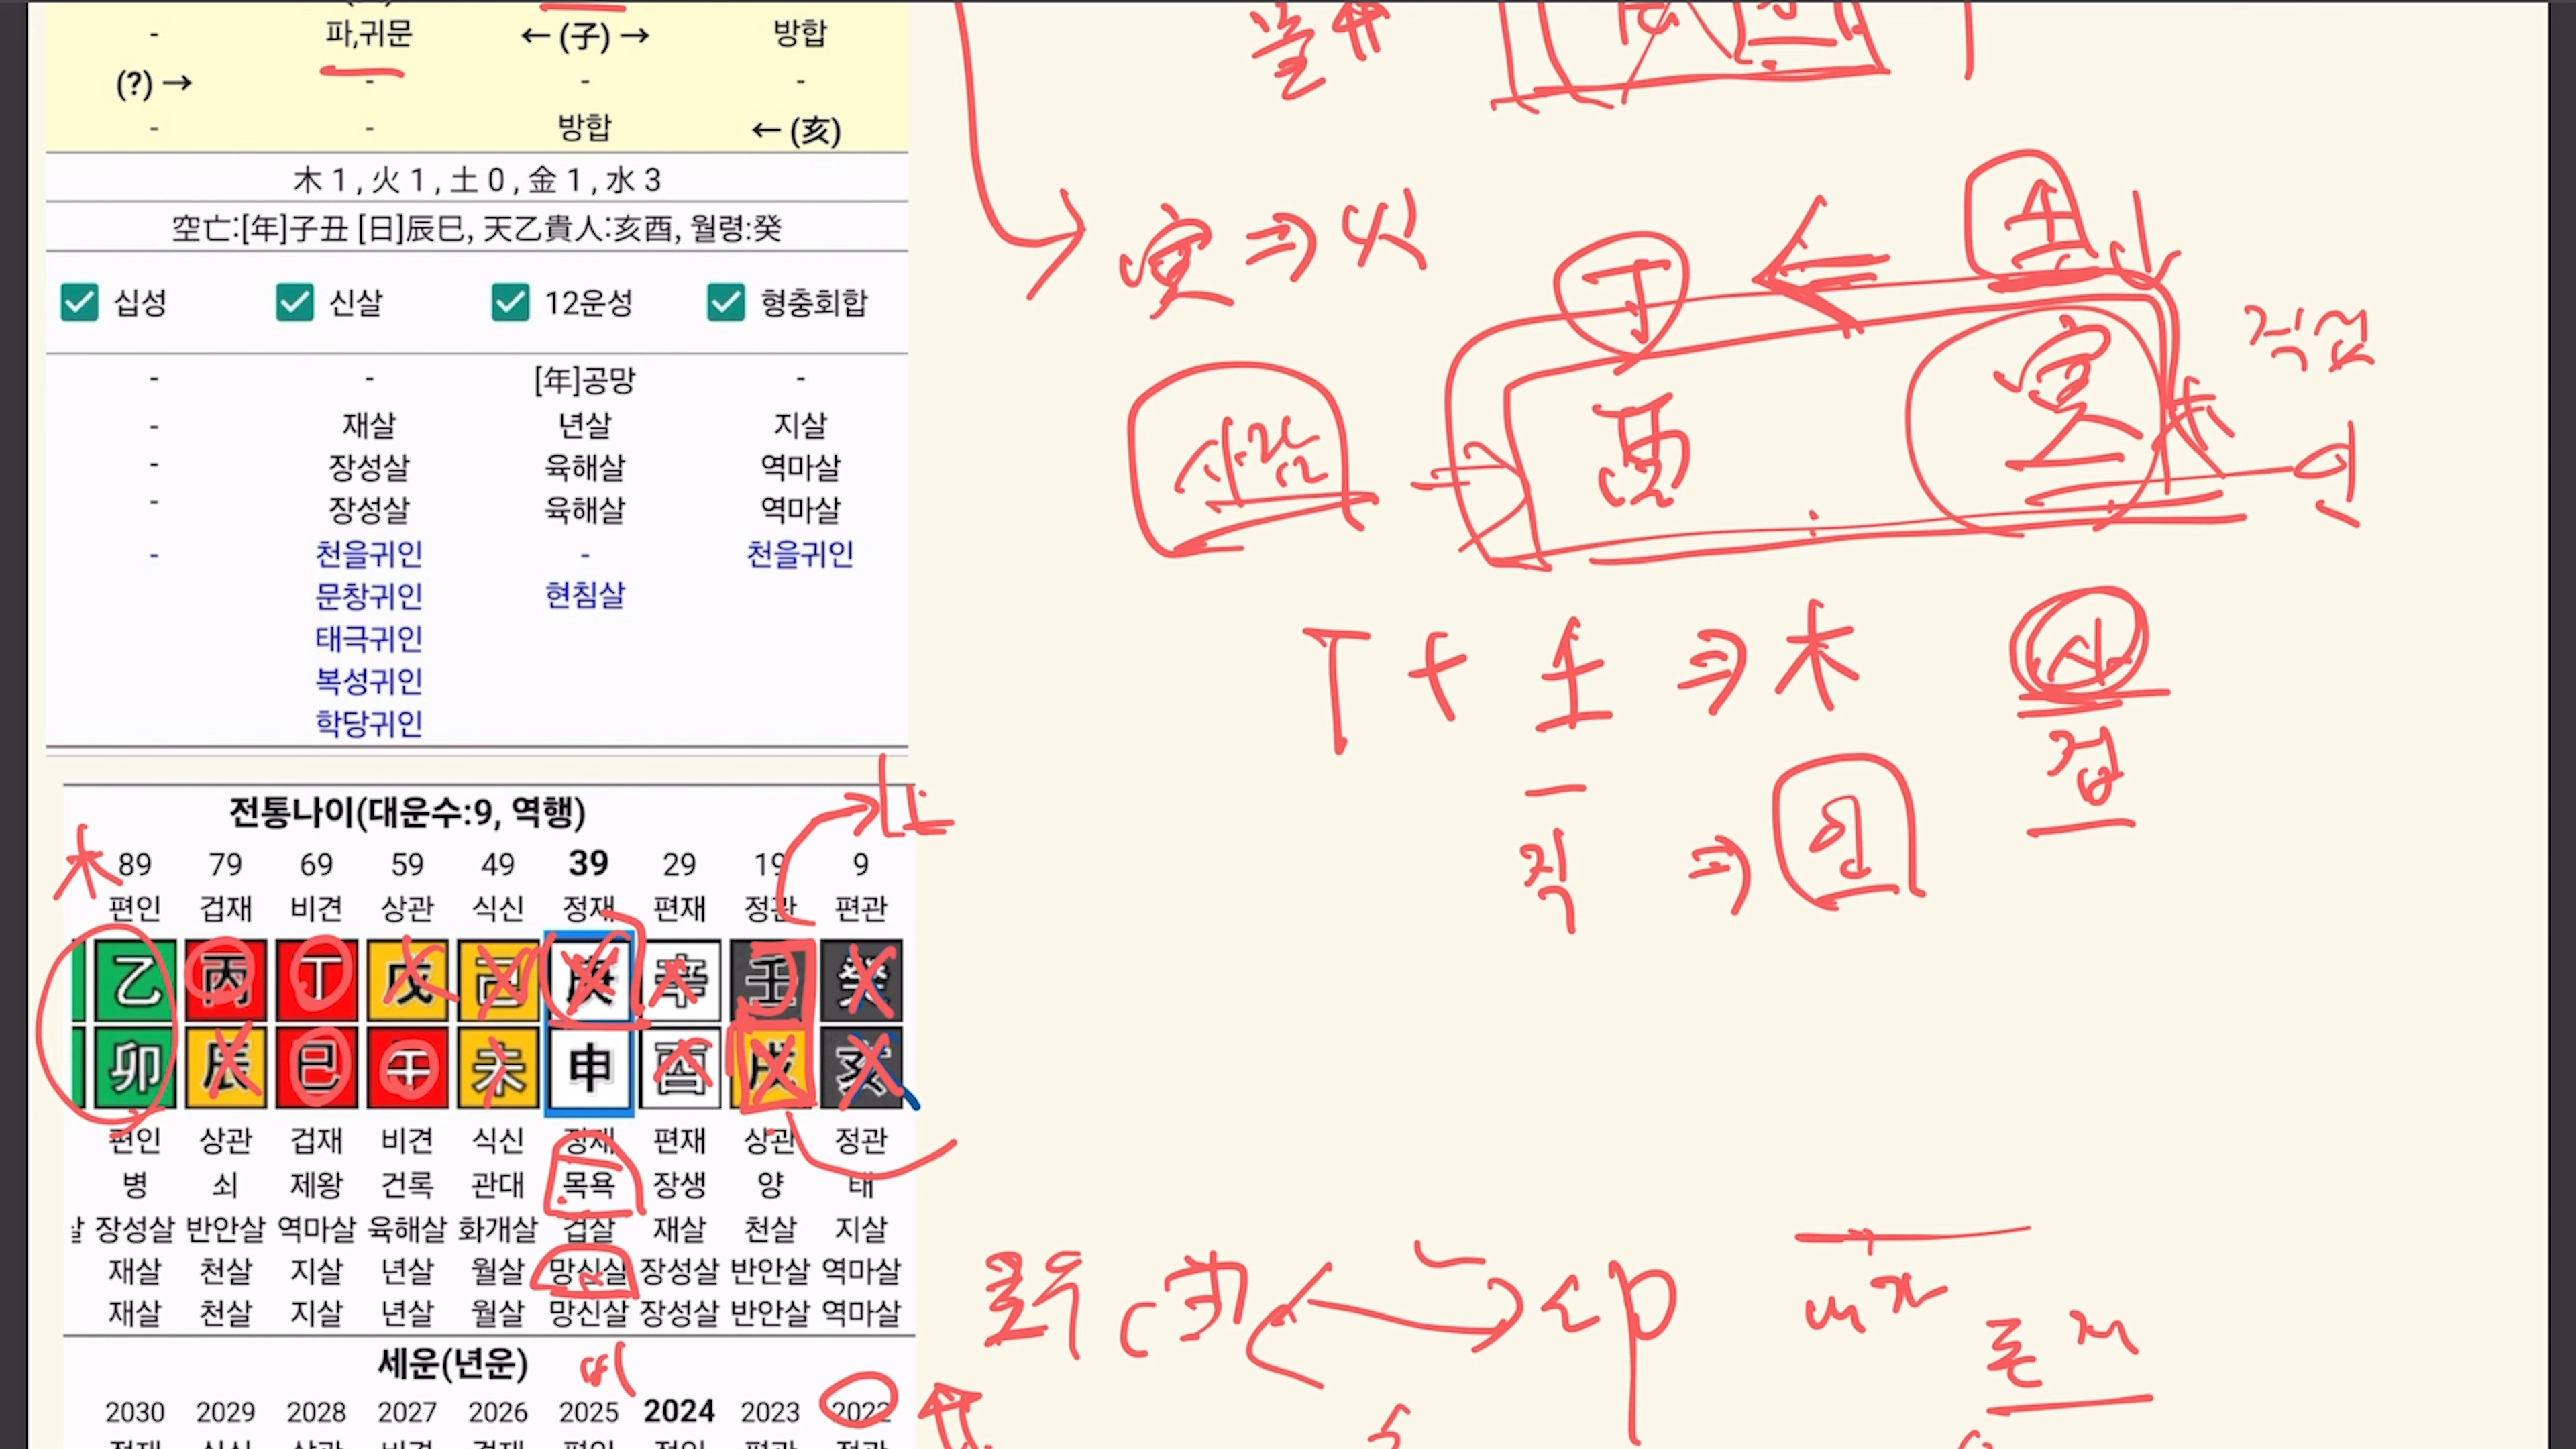 - 파,귀문 ←(子)→ 방합
(?)→ - - -
- - 방합 ←(亥)
木1,火1,土0,金1,水3
空亡:[年]子丑 [日]辰巳, 天乙貴人:亥酉, 월령:癸
십성 신살 12운성 형충회합
- - [年]공망 -
- 재살 년살 지살
- 장성살 육해살 역마살
- 장성살 육해살 역마살
- 천을귀인 - 천을귀인
문창귀인 현침살
태극귀인
복성귀인
학당귀인
전통나이(대운수:9, 역행)
89 79 69 59 49 39 29 19 9
편인 겁재 비견 상관 식신 정재 편재 정관 편관
乙 丙 丁 戊 己 庚 辛 壬 癸
卯 辰 巳 午 未 申 酉 戌 亥
편인 상관 겁재 비견 식신 정재 편재 상관 정관
병 쇠 제왕 건록 관대 목욕 장생 양 태
살 장성살 반안살 역마살 육해살 화개살 겁살 재살 천살 지살
재살 천살 지살 년살 월살 망신살 장성살 반안살 역마살
재살 천살 지살 년살 월살 망신살 장성살 반안살 역마살
세운(년운)
2030 2029 2028 2027 2026 2025 2024 2023 2022
木
寅 ⇒ 火
丁 壬
酉 寅
사람
인
丁 + 壬 ⇒ 木
직 ⇒ 인